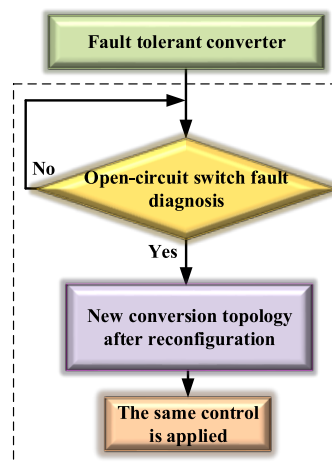 Fault tolerant converter
No
Open-circuit switch fault
diagnosis
Yes
New conversion topology
after reconfiguration
The same control
is applied